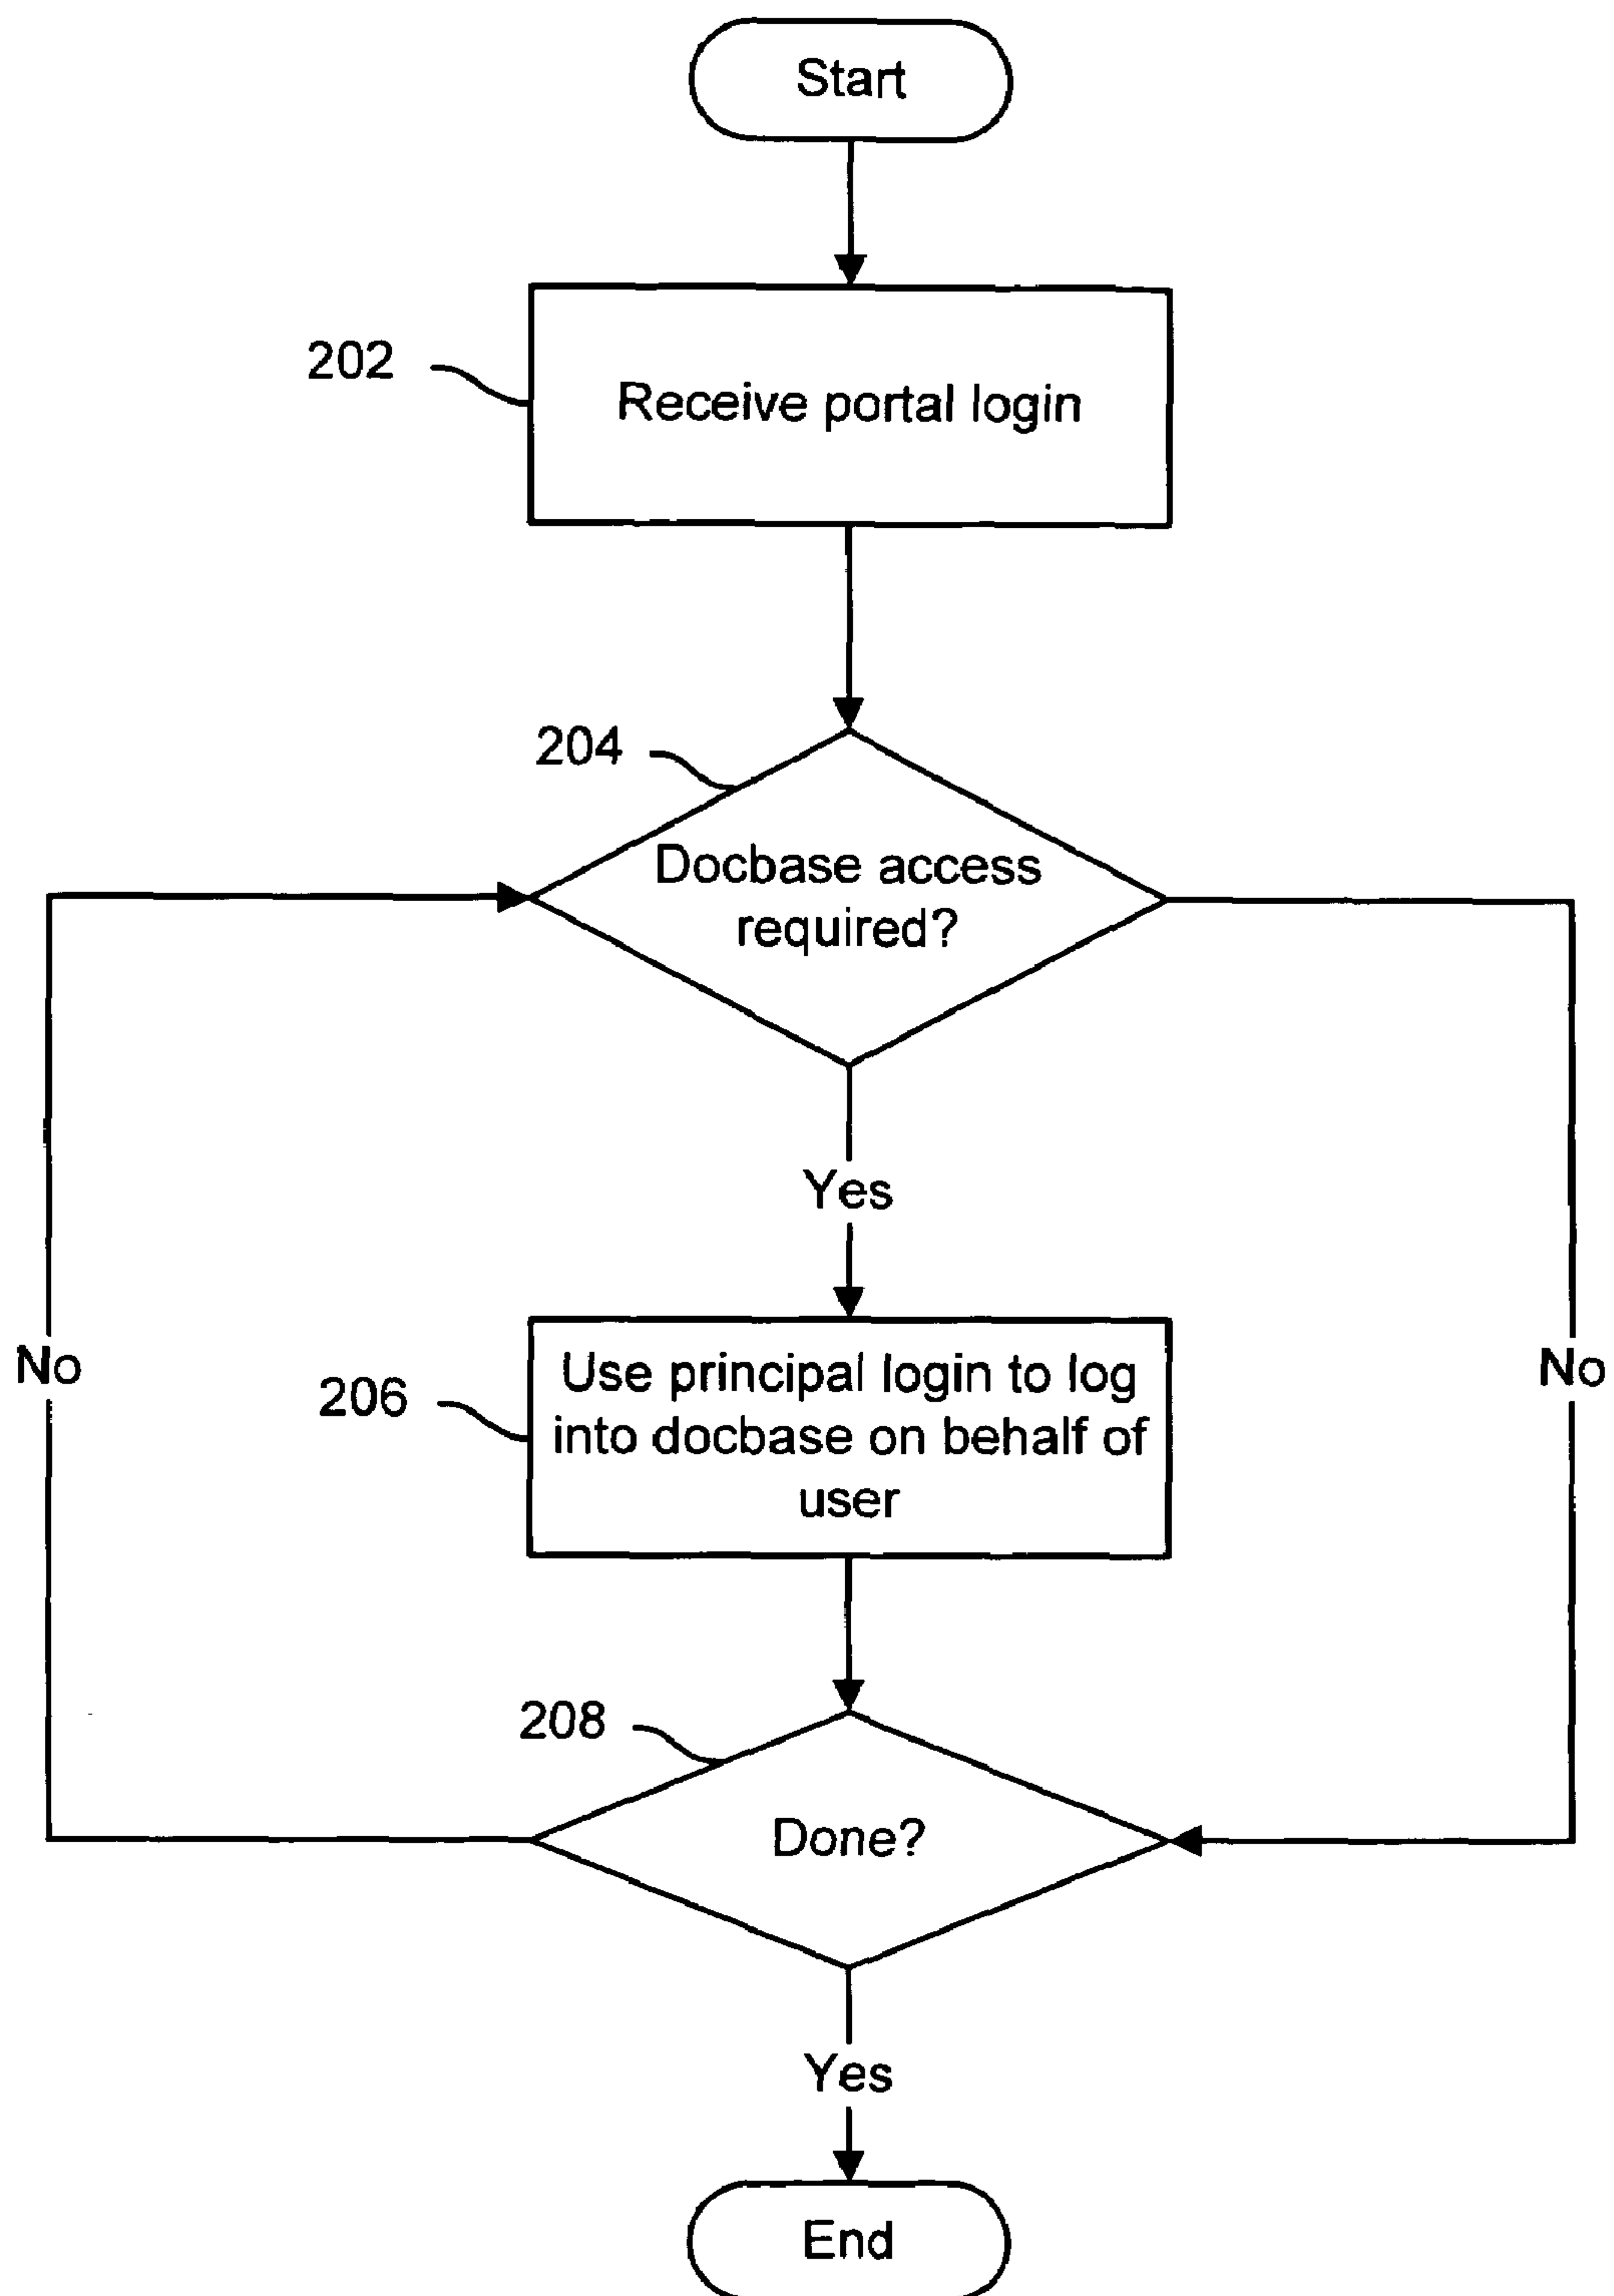 Start
202
Receive portal login
204
Docbase access
required?
Yes
No
No
206
Use principal login to log
into docbase on behalf of
user
208
Done?
Yes
End